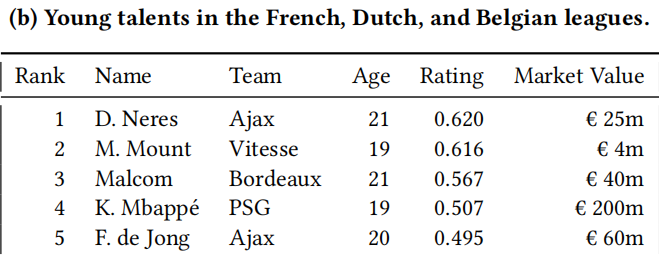 (b) Young talents in the French, Dutch, and Belgian leagues.
Rank Name Team Age Rating Market Value
1 D. Neres Ajax 21 0.620 € 25m
2 M. Mount Vitesse 19 0.616 € 4m
3 Malcom Bordeaux 21 0.567 € 40m
4 K. Mbappé PSG 19 0.507 € 200m
5 F. de Jong Ajax 20 0.495 € 60m